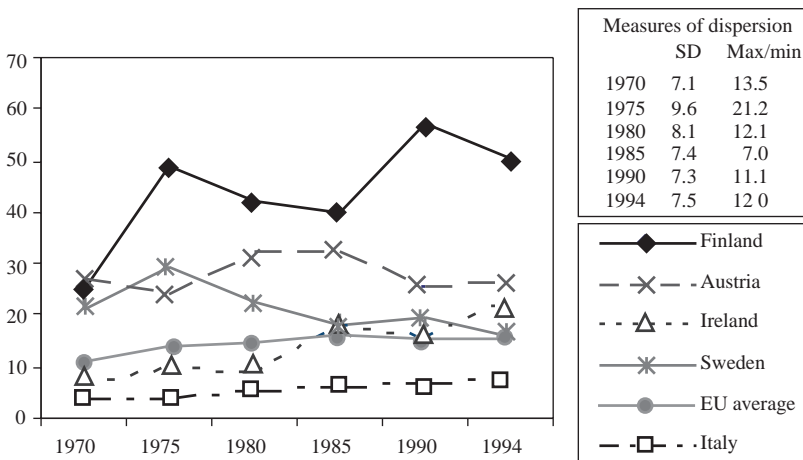 Measures of dispersion
SD Max/min
1970 7.1 13.5
1975 9.6 21.2
1980 8.1 12.1
1985 7.4 7.0
1990 7.3 11.1
1994 7.5 12 0
70
60
50
40
30
20
10
0
1970 1975 1980 1985 1990 1994
Finland
Austria
Ireland
Sweden
EU average
Italy